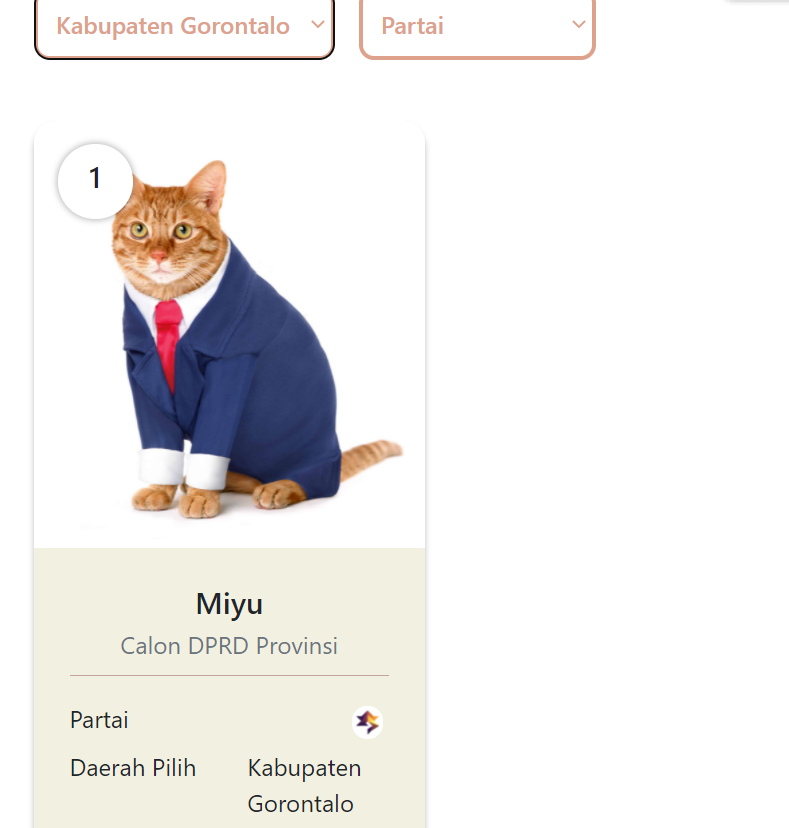 Kabupaten Gorontalo
Partai
1
Miyu
Calon DPRD Provinsi
Partai
Daerah Pilih
Kabupaten
Gorontalo